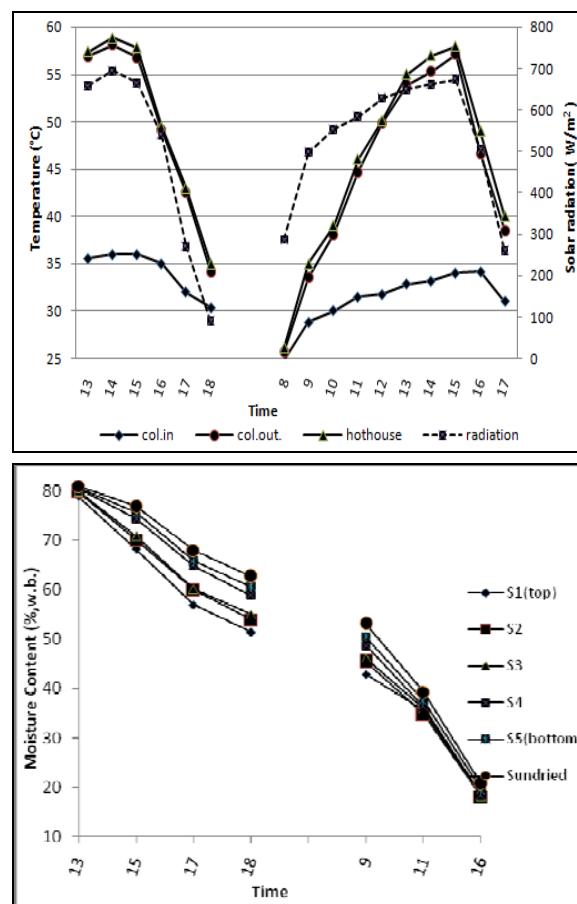 60
55
50
45
40
35
30
25
Temperature (°C)
800
700
600
500
400
300
200
100
0
Solar radiation( W/m²)
13 14 15 16 17 18 8 9 10 11 12 13 14 15 16 17
Time
col.in col.out. hothouse radiation
80
70
60
50
40
30
20
10
Moisture Content (%,w.b.)
13 15 17 18 9 11 16
Time
S1(top)
S2
S3
S4
S5(bottom
Sundried